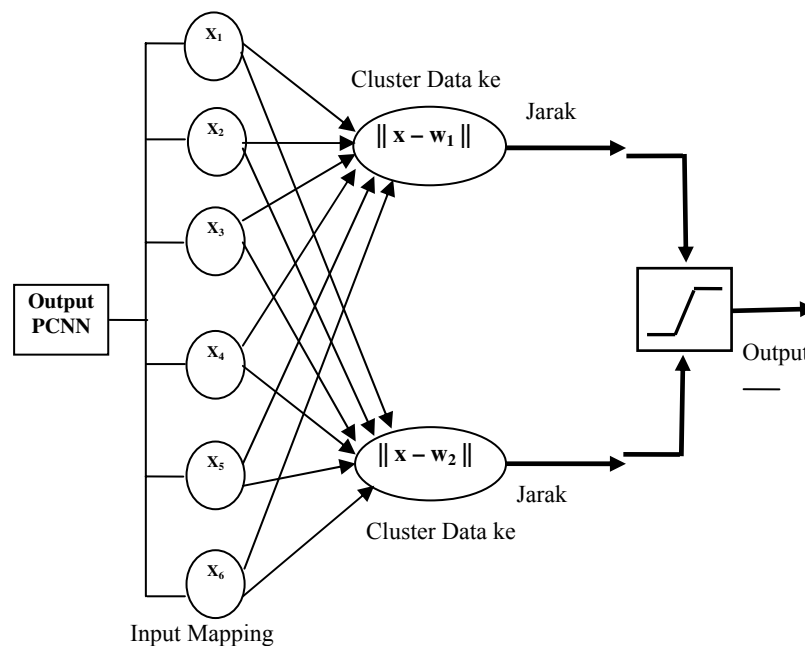 X₁
Cluster Data ke
Jarak
|| x – w₁ ||
X₂
X₃
Output
PCNN
X₄
Output
|| x – w₂ ||
X₅
Jarak
Cluster Data ke
X₆
Input Mapping